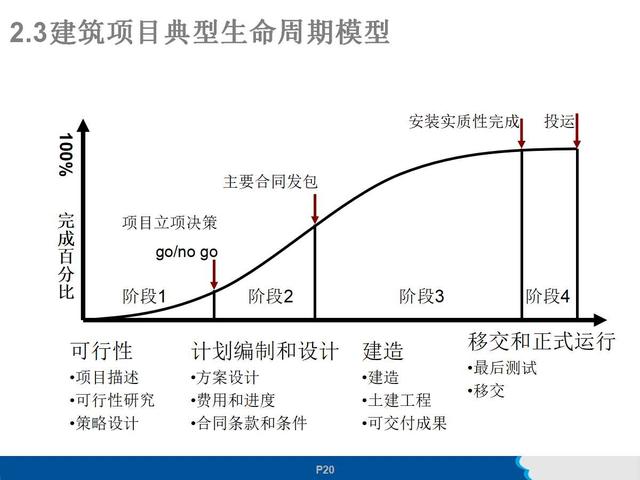 2.3建筑项目典型生命周期模型
安装实质性完成
投运
100%
主要合同发包
项目立项决策
go/no go
完成百分比
阶段1
阶段2
阶段3
阶段4
可行性
•项目描述
•可行性研究
•策略设计
计划编制和设计
•方案设计
•费用和进度
•合同条款和条件
建造
•建造
•土建工程
•可交付成果
移交和正式运行
•最后测试
•移交
P20